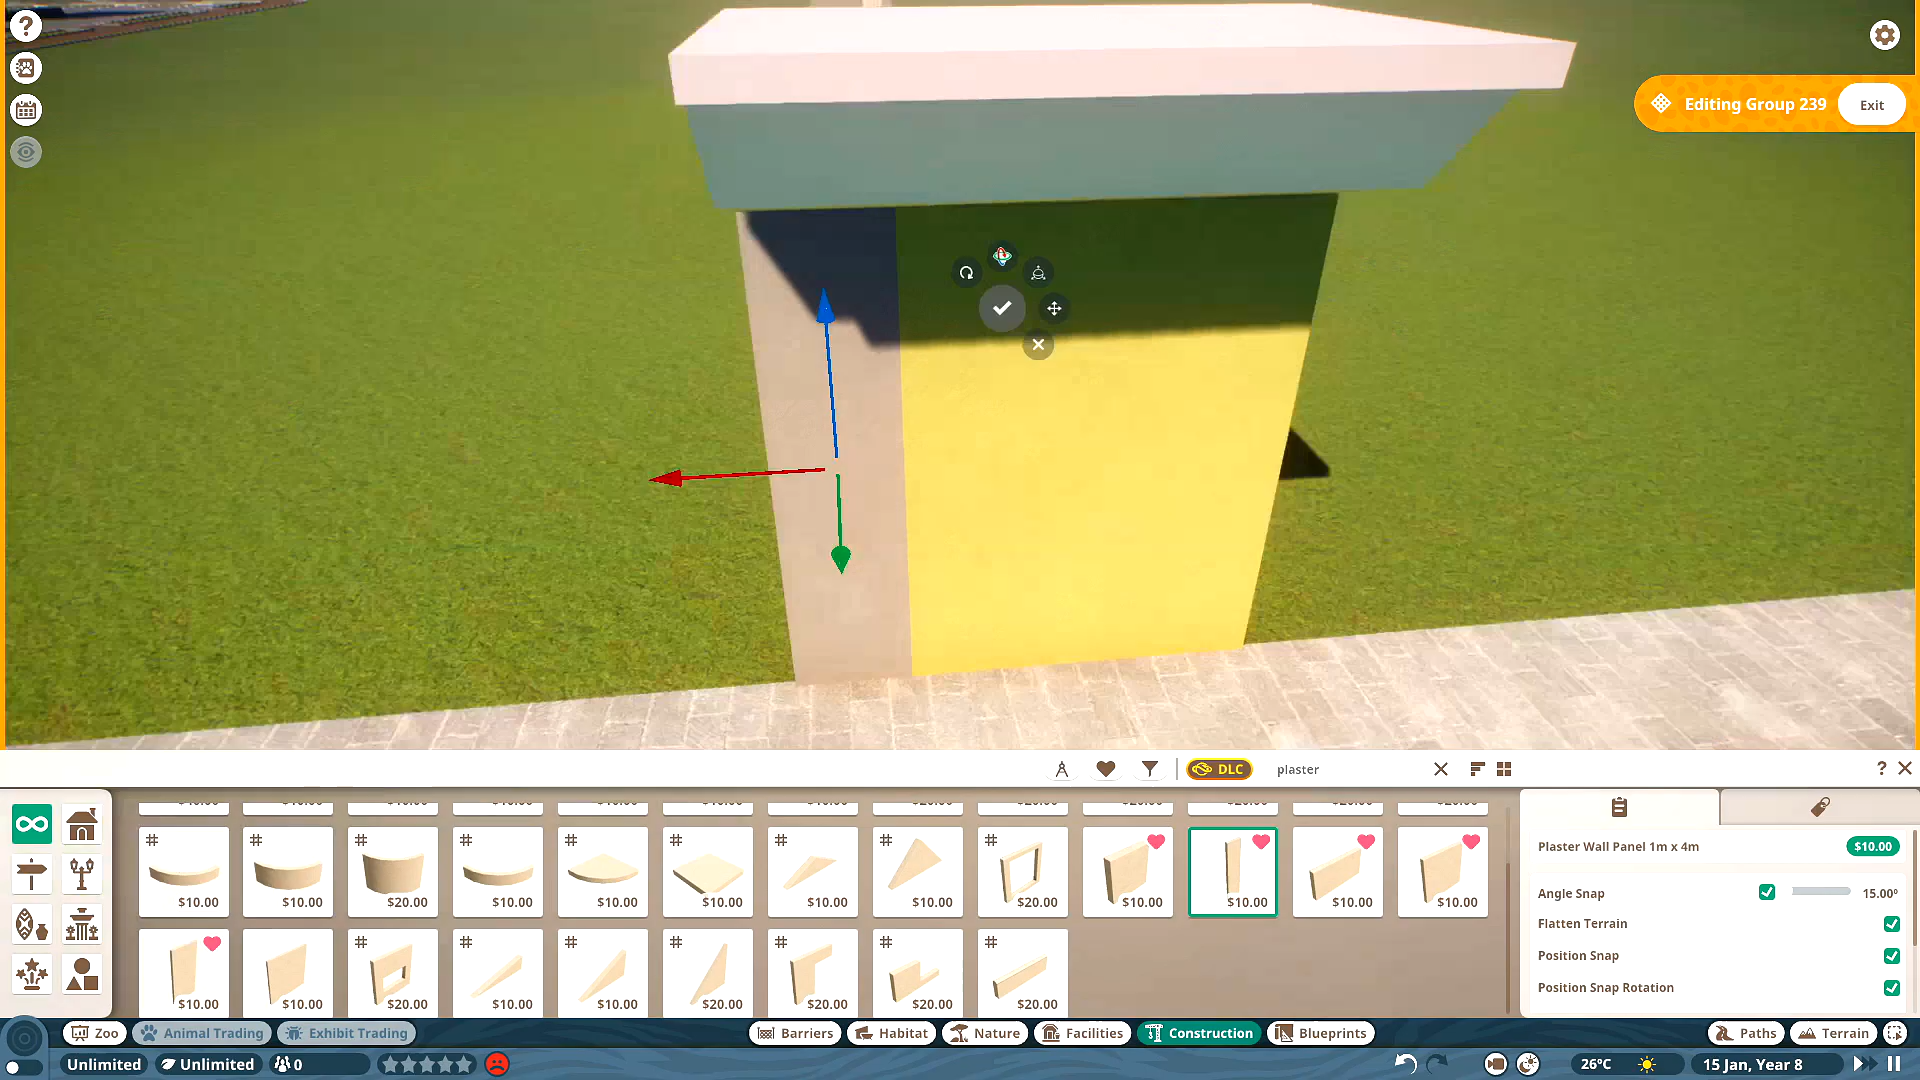 ?
Editing Group 239
Exit
DLC
plaster
?
$10.00 $10.00 $20.00 $10.00 $10.00 $10.00 $10.00 $10.00 $20.00 $10.00 $10.00 $10.00 $10.00
$10.00 $10.00 $20.00 $10.00 $10.00 $20.00 $20.00 $20.00 $20.00
Plaster Wall Panel 1m x 4m
$10.00
Angle Snap
15.00°
Flatten Terrain
Position Snap
Position Snap Rotation
Zoo
Animal Trading
Exhibit Trading
Barriers
Habitat
Nature
Facilities
Construction
Blueprints
Paths
Terrain
Unlimited
Unlimited
0
26°C
15 Jan, Year 8